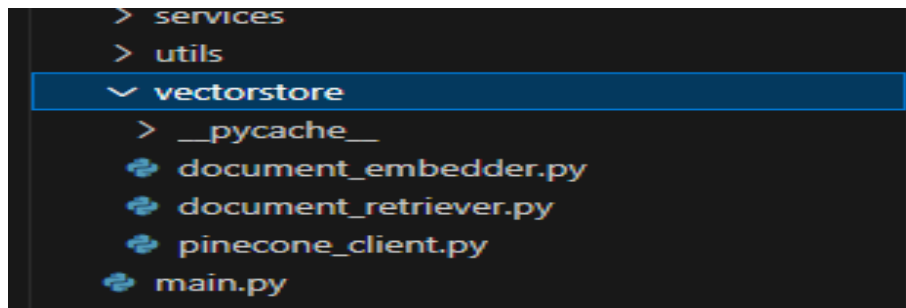 services
utils
vectorstore
__pycache__
document_embedder.py
document_retriever.py
pinecone_client.py
main.py